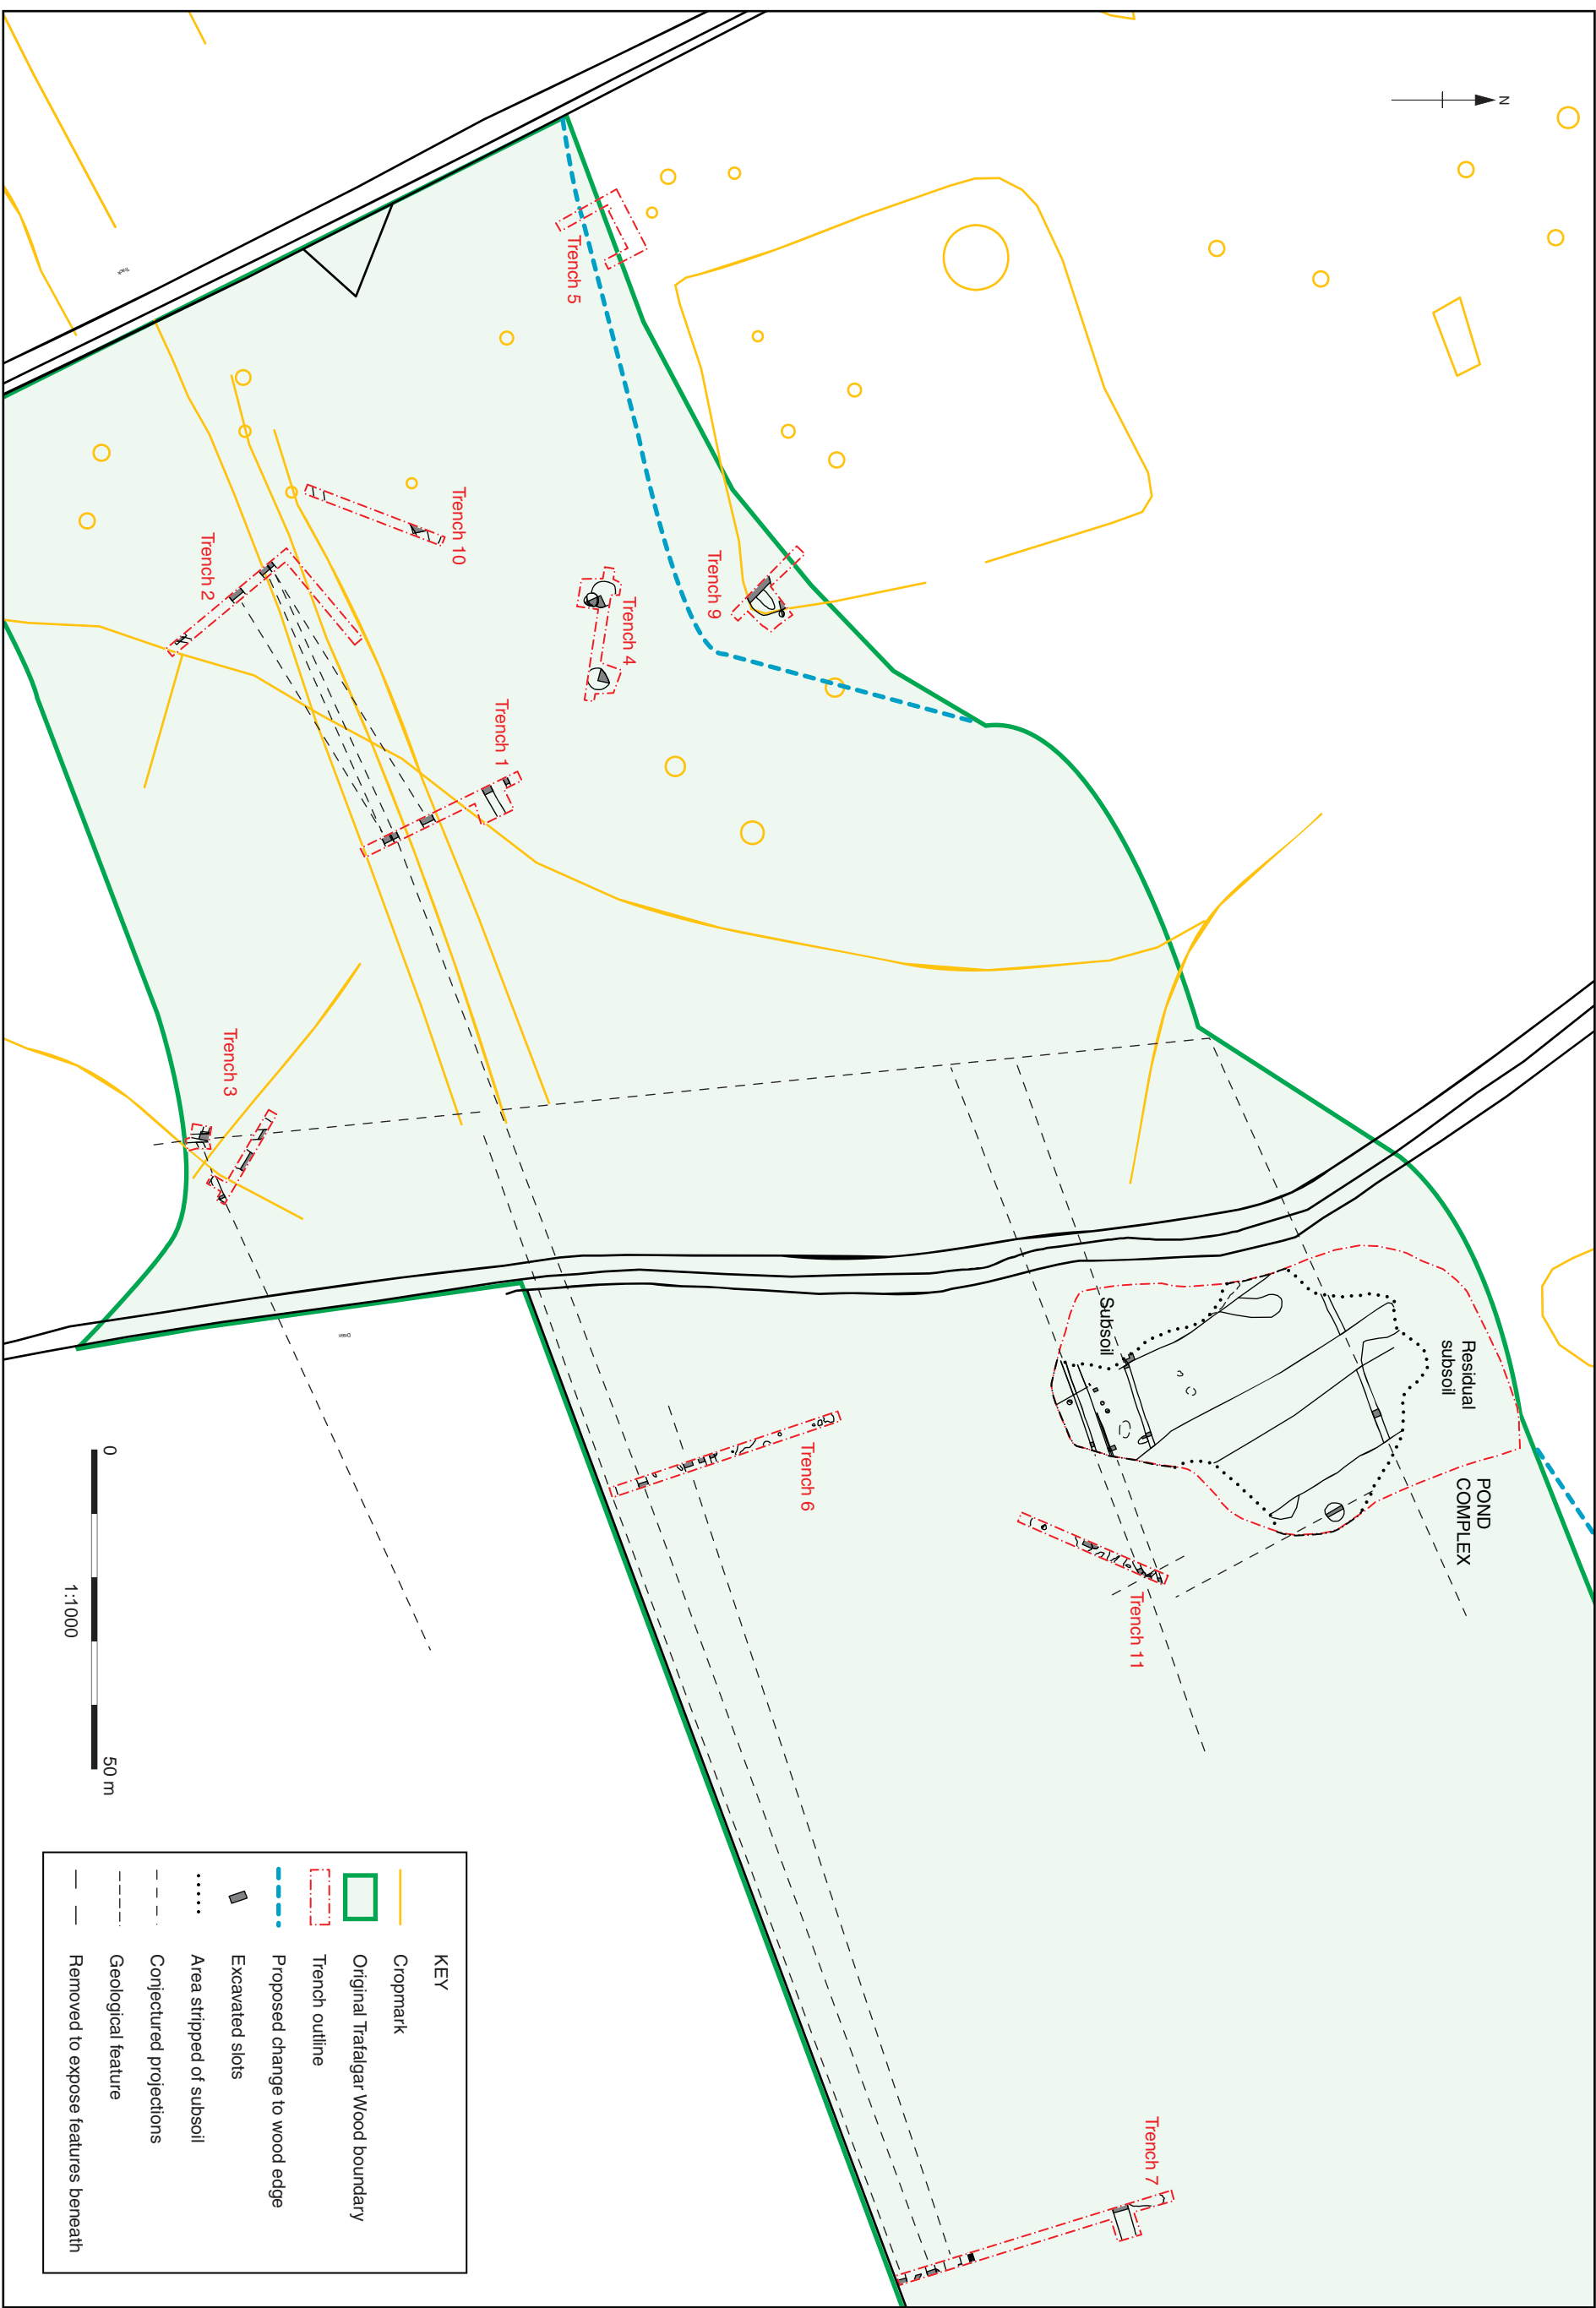 N
Residual
subsoil
POND
COMPLEX
Subsoil
Trench 7
Trench 11
Trench 6
Trench 9
Trench 5
Trench 4
Trench 1
Trench 10
Trench 2
Trench 3
Track
Drain
0
50 m
1:1000
KEY
Cropmark
Original Trafalgar Wood boundary
Trench outline
Proposed change to wood edge
Excavated slots
Area stripped of subsoil
Conjectured projections
Geological feature
Removed to expose features beneath